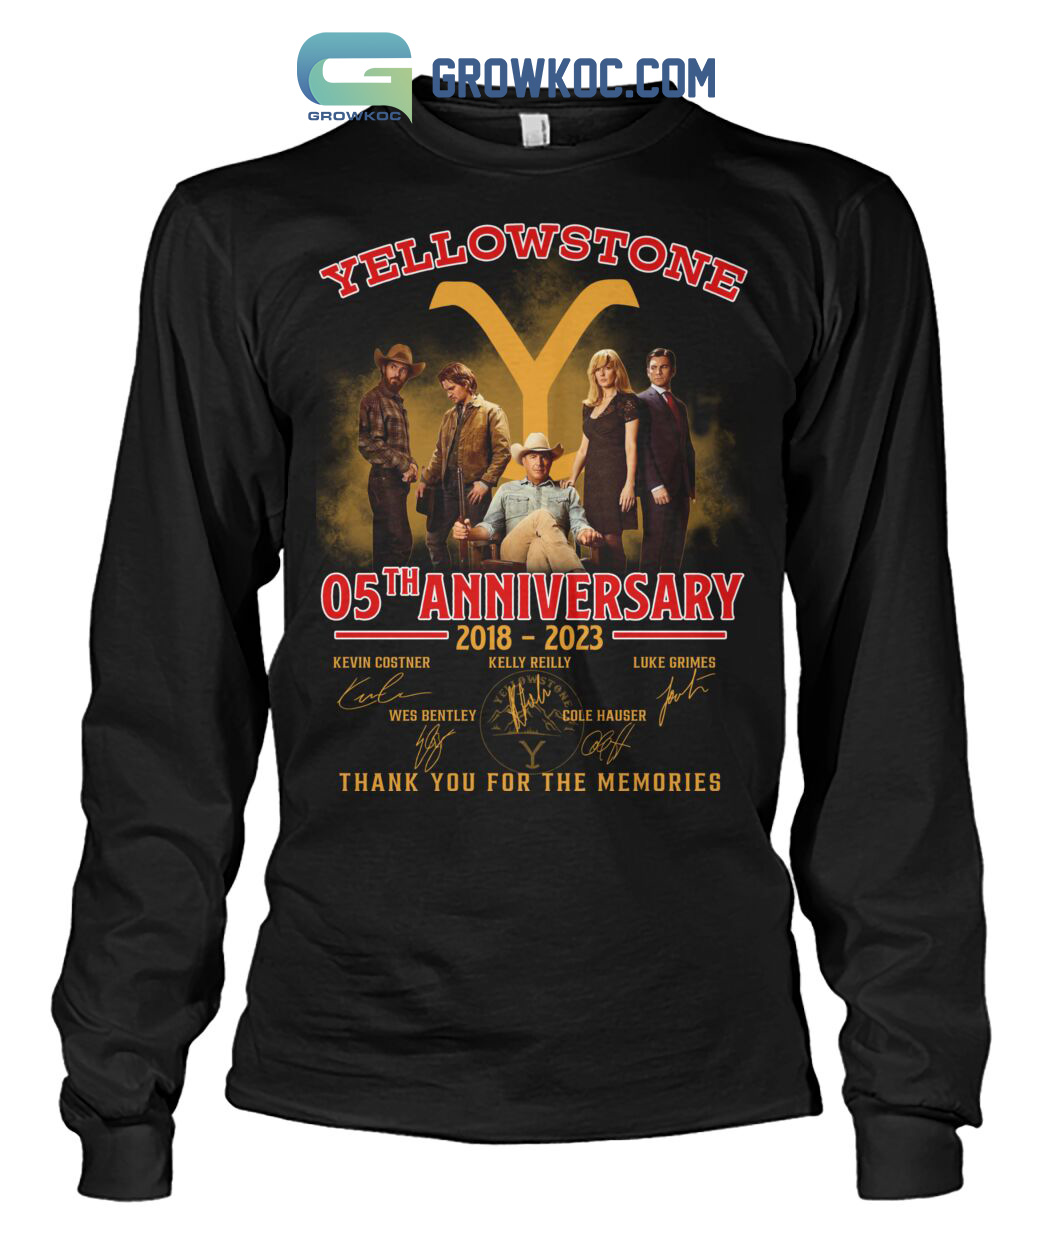 GROWKOC.COM
GROWKOC
YELLOWSTONE
05TH ANNIVERSARY
2018 - 2023
KEVIN COSTNER KELLY REILLY LUKE GRIMES
YELLOWSTONE
WES BENTLEY COLE HAUSER
THANK YOU FOR THE MEMORIES